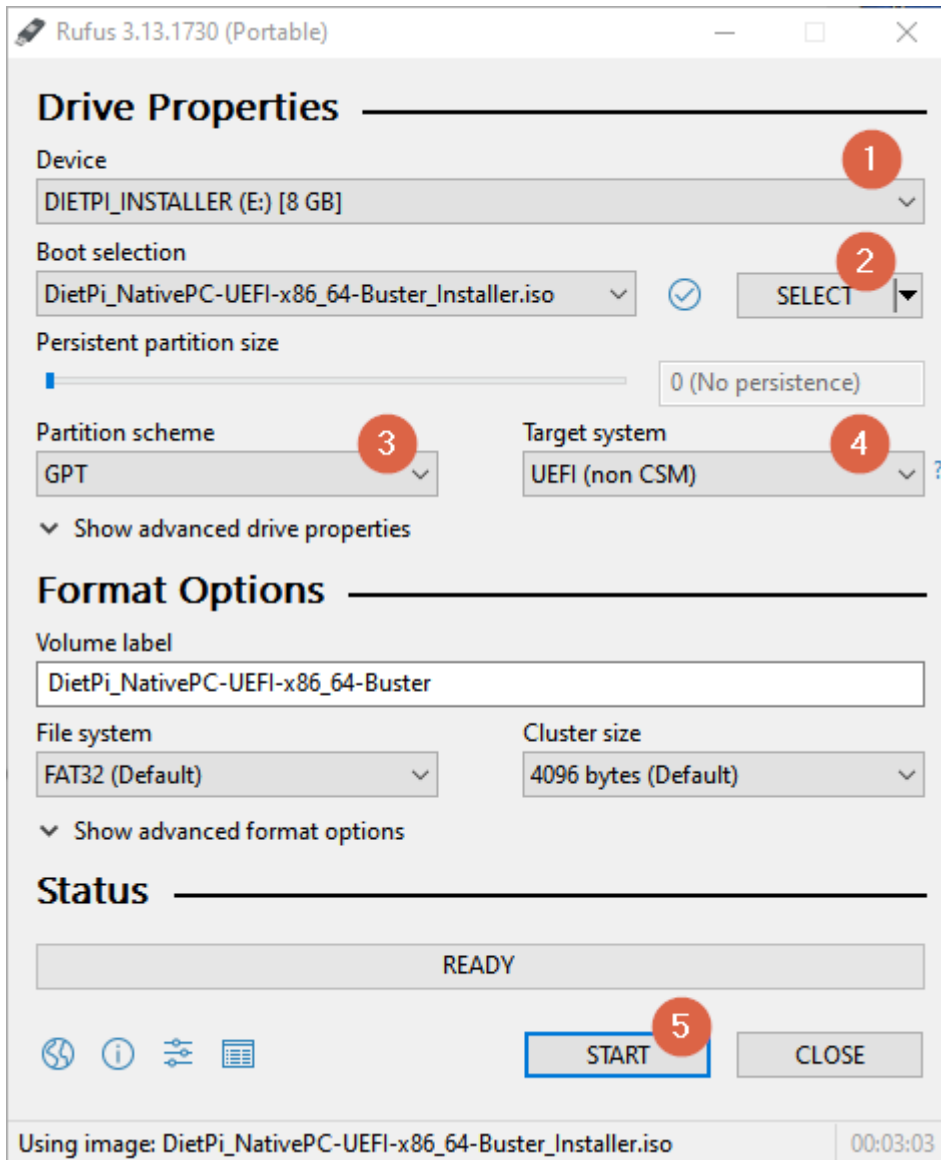 Rufus 3.13.1730 (Portable)
Drive Properties
Device
1
DIETPI_INSTALLER (E:) [8 GB]
Boot selection
2
DietPi_NativePC-UEFI-x86_64-Buster_Installer.iso
SELECT
Persistent partition size
0 (No persistence)
Partition scheme
3
Target system
4
GPT
UEFI (non CSM)
?
Show advanced drive properties
Format Options
Volume label
DietPi_NativePC-UEFI-x86_64-Buster
File system
Cluster size
FAT32 (Default)
4096 bytes (Default)
Show advanced format options
Status
READY
5
START
CLOSE
Using image: DietPi_NativePC-UEFI-x86_64-Buster_Installer.iso
00:03:03